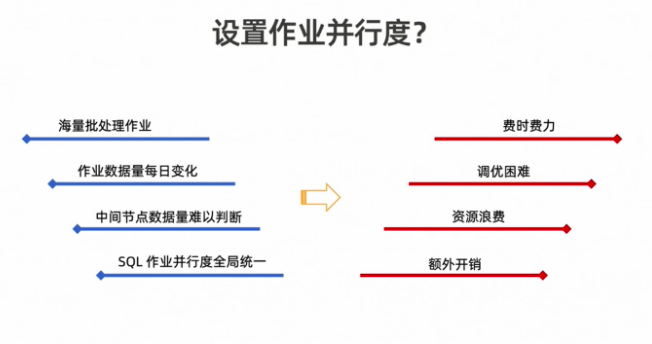 设置作业并行度？
海量批处理作业
作业数据量每日变化
中间节点数据量难以判断
SQL 作业并行度全局统一
费时费力
调优困难
资源浪费
额外开销